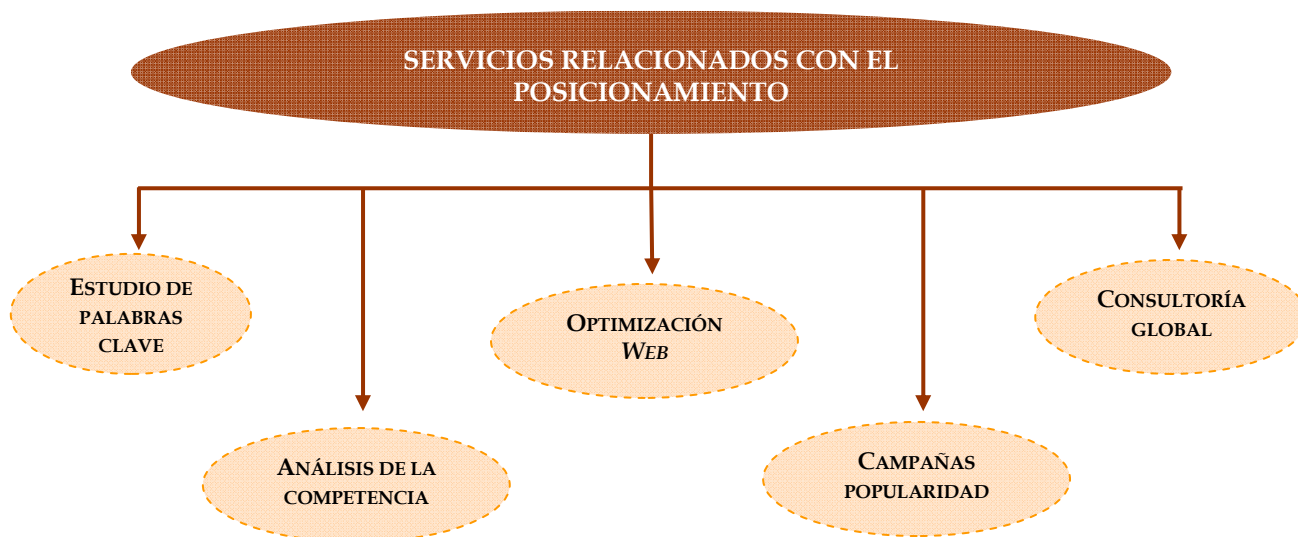 SERVICIOS RELACIONADOS CON EL
POSICIONAMIENTO
ESTUDIO DE
PALABRAS
CLAVE
ANÁLISIS DE LA
COMPETENCIA
OPTIMIZACIÓN
WEB
CAMPAÑAS
POPULARIDAD
CONSULTORÍA
GLOBAL